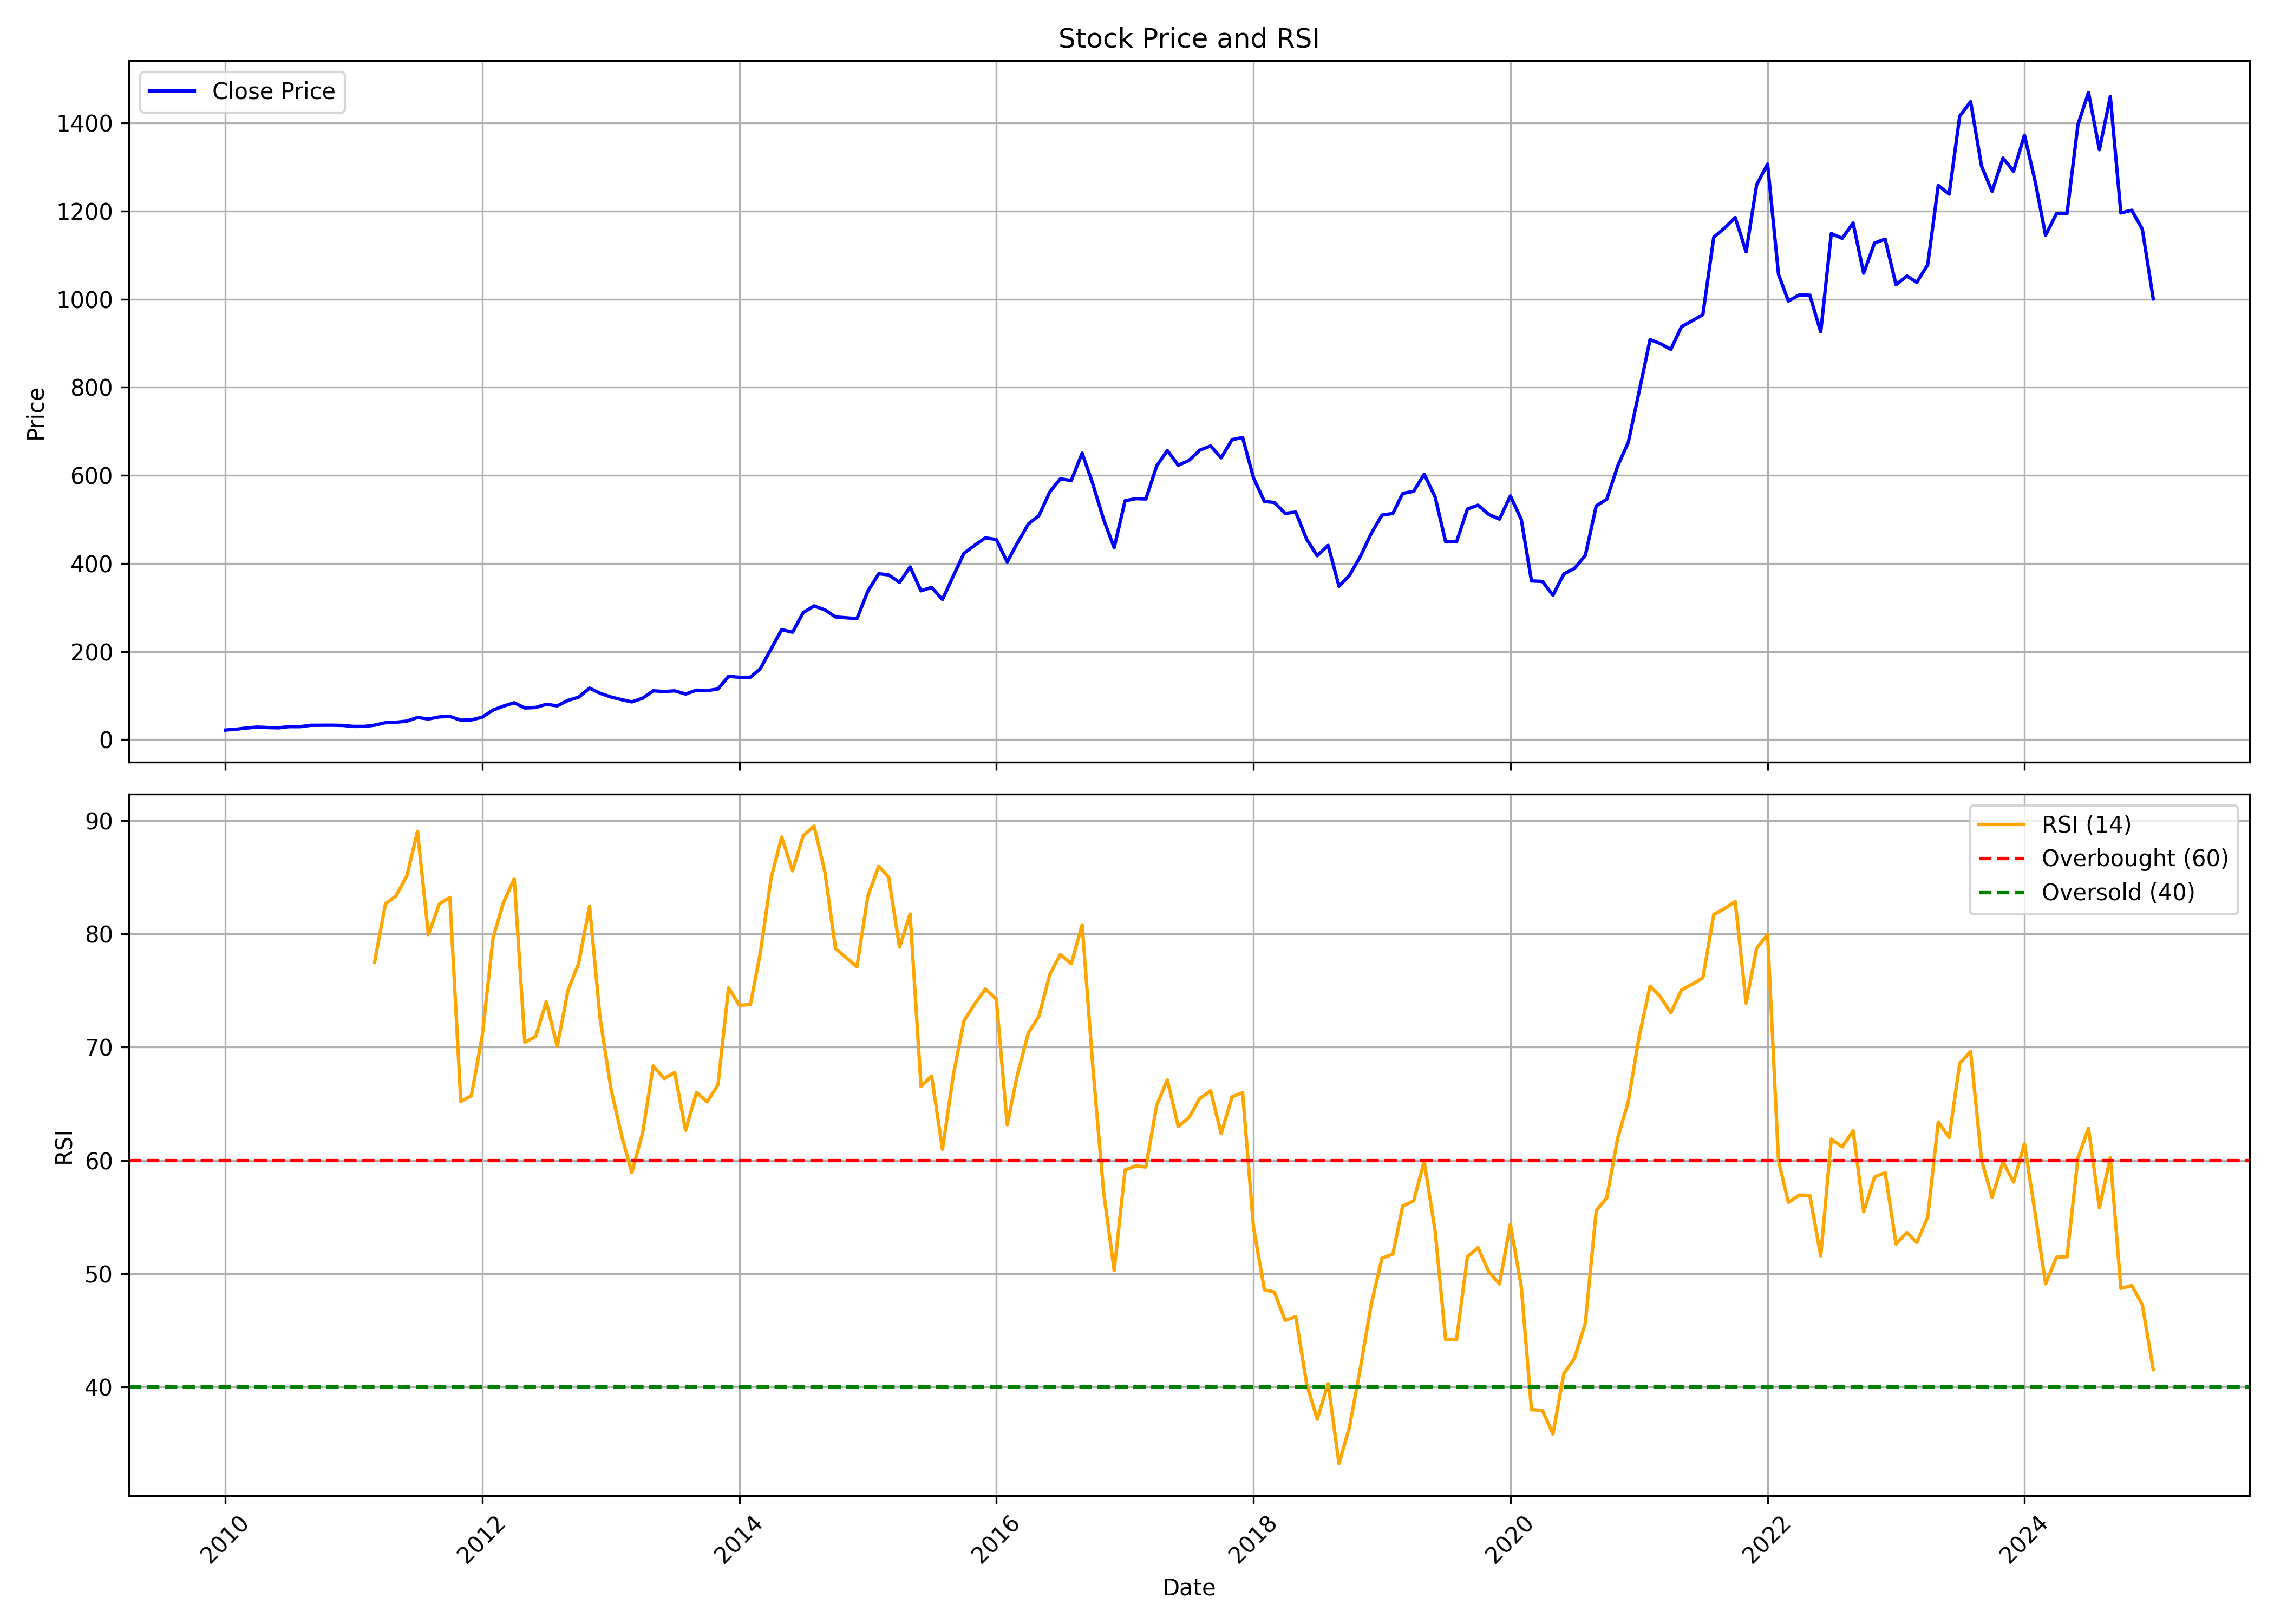 Stock Price and RSI
Close Price
1400
1200
1000
800
600
400
200
0
Price
90
80
70
60
50
40
RSI
RSI (14)
Overbought (60)
Oversold (40)
2010 2012 2014 2016 2018 2020 2022 2024
Date